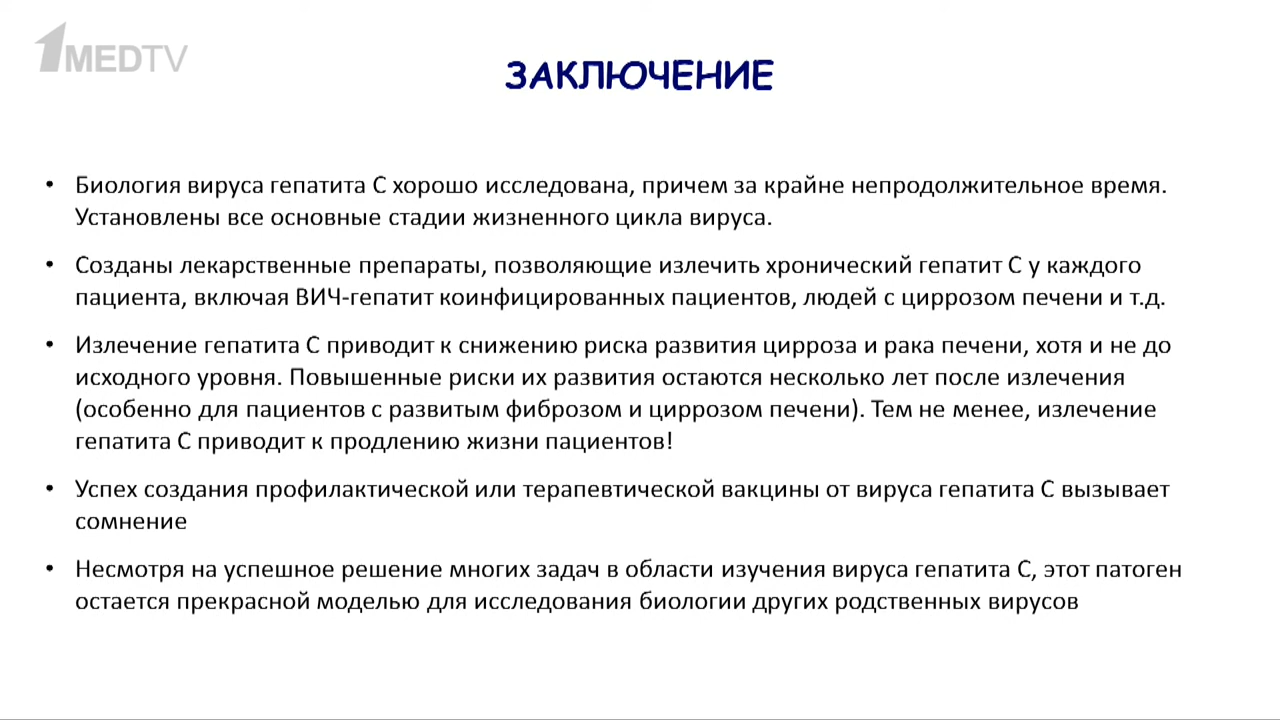 1MEDTV
ЗАКЛЮЧЕНИЕ
• Биология вируса гепатита С хорошо исследована, причем за крайне непродолжительное время.
Установлены все основные стадии жизненного цикла вируса.
• Созданы лекарственные препараты, позволяющие излечить хронический гепатит С у каждого
пациента, включая ВИЧ-гепатит коинфицированных пациентов, людей с циррозом печени и т.д.
• Излечение гепатита С приводит к снижению риска развития цирроза и рака печени, хотя и не до
исходного уровня. Повышенные риски их развития остаются несколько лет после излечения
(особенно для пациентов с развитым фиброзом и циррозом печени). Тем не менее, излечение
гепатита С приводит к продлению жизни пациентов!
• Успех создания профилактической или терапевтической вакцины от вируса гепатита С вызывает
сомнение
• Несмотря на успешное решение многих задач в области изучения вируса гепатита С, этот патоген
остается прекрасной моделью для исследования биологии других родственных вирусов